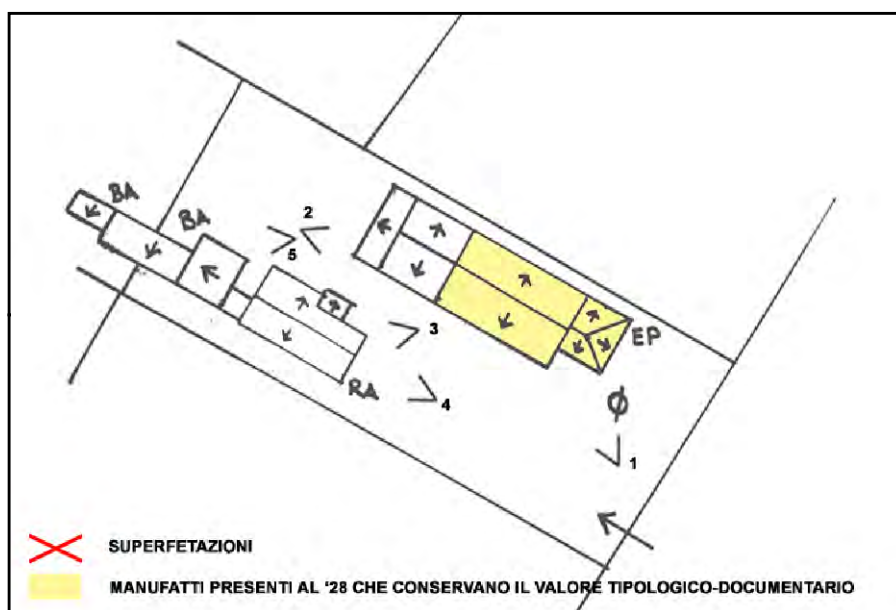 BA
BA
2
5
3
EP
RA
4
Ø
1
SUPERFETAZIONI
MANUFATTI PRESENTI AL '28 CHE CONSERVANO IL VALORE TIPOLOGICO-DOCUMENTARIO